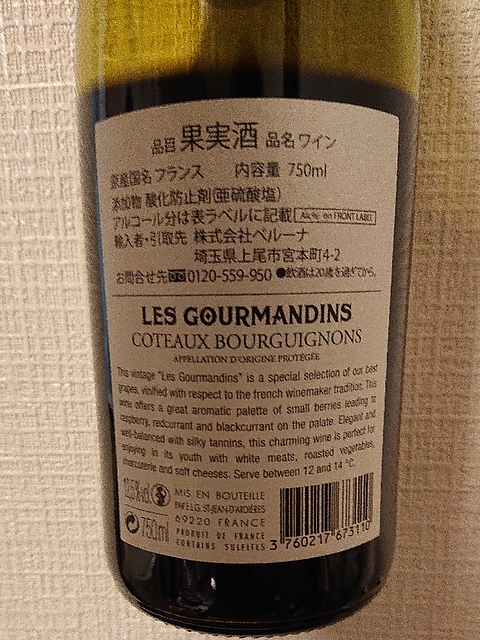 品目 果実酒 品名 ワイン
原産国名 フランス 内容量 750ml
添加物 酸化防止剤(亜硫酸塩)
アルコール分は表ラベルに記載 Alc% on FRONT LABEL
輸入者・引取先 株式会社ベルーナ
埼玉県上尾市宮本町4-2
お問合せ先 0120-559-950 ●飲酒は20歳を過ぎてから。
LES GOURMANDINS
COTEAUX BOURGUIGNONS
APPELLATION D'ORIGINE PROTÉGÉE
This vintage "Les Gourmandins" is a special selection of our best
grapes, vinified with respect to the french winemaker tradition. This
wine offers a great aromatic palette of small berries leading to
raspberry, redcurrant and blackcurrant on the palate. Elegant and
well-balanced with silky tannins, this charming wine is perfect for
enjoying in its youth with white meats, roasted vegetables,
charcuterie and soft cheeses. Serve between 12 and 14 °C.
12,5%vol.
750ml
MIS EN BOUTEILLE
PAR F.L.G. ST-JEAN-D'ARDIÈRES
69220 FRANCE
PRODUIT DE FRANCE
CONTAINS SULFITES
3 760217 673110